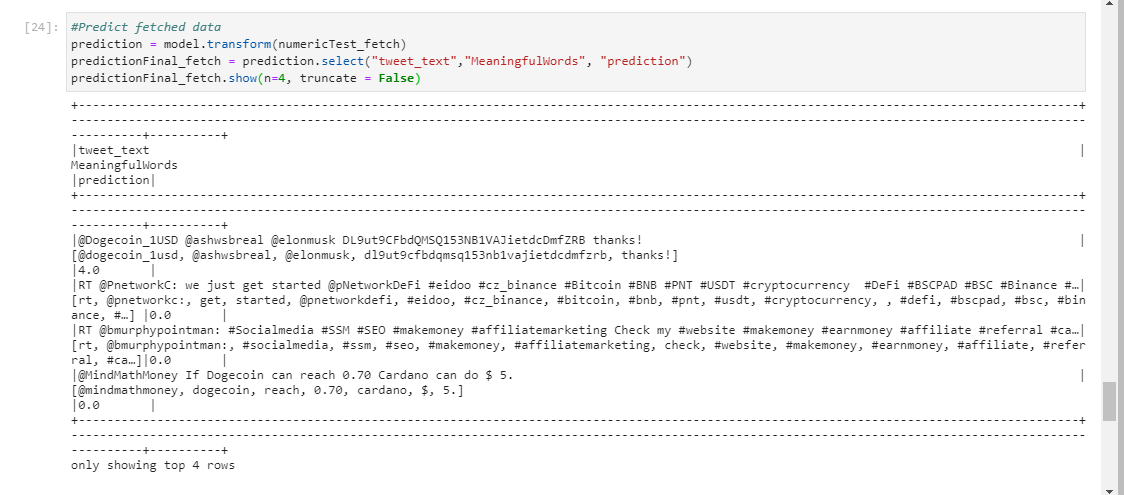 [24]: #Predict fetched data
prediction = model.transform(numericTest_fetch)
predictionFinal_fetch = prediction.select("tweet_text","MeaningfulWords", "prediction")
predictionFinal_fetch.show(n=4, truncate = False)
|tweet_text |
MeaningfulWords
|prediction|
|@Dogecoin_1USD @ashwsbreal @elonmusk DL9ut9CFbdQMSQ153NB1VAJietdcDmfZRB thanks! |
[@dogecoin_1usd, @ashwsbreal, @elonmusk, dl9ut9cfbdqmsq153nb1vajietdcdmfzrb, thanks!]
|4.0 |
|RT @PnetworkC: we just get started @pNetworkDeFi #eidoo #cz_binance #Bitcoin #BNB #PNT #USDT #cryptocurrency #DeFi #BSCPAD #BSC #Binance #…|
[rt, @pnetworkc:, get, started, @pnetworkdefi, #eidoo, #cz_binance, #bitcoin, #bnb, #pnt, #usdt, #cryptocurrency, , #defi, #bscpad, #bsc, #bin
ance, #…] |0.0 |
|RT @bmurphypointman: #Socialmedia #SSM #SEO #makemoney #affiliatemarketing Check my #website #makemoney #earnmoney #affiliate #referral #ca…|
[rt, @bmurphypointman:, #socialmedia, #ssm, #seo, #makemoney, #affiliatemarketing, check, #website, #makemoney, #earnmoney, #affiliate, #refer
ral, #ca…]|0.0 |
|@MindMathMoney If Dogecoin can reach 0.70 Cardano can do $ 5. |
[@mindmathmoney, dogecoin, reach, 0.70, cardano, $, 5.]
|0.0 |
only showing top 4 rows